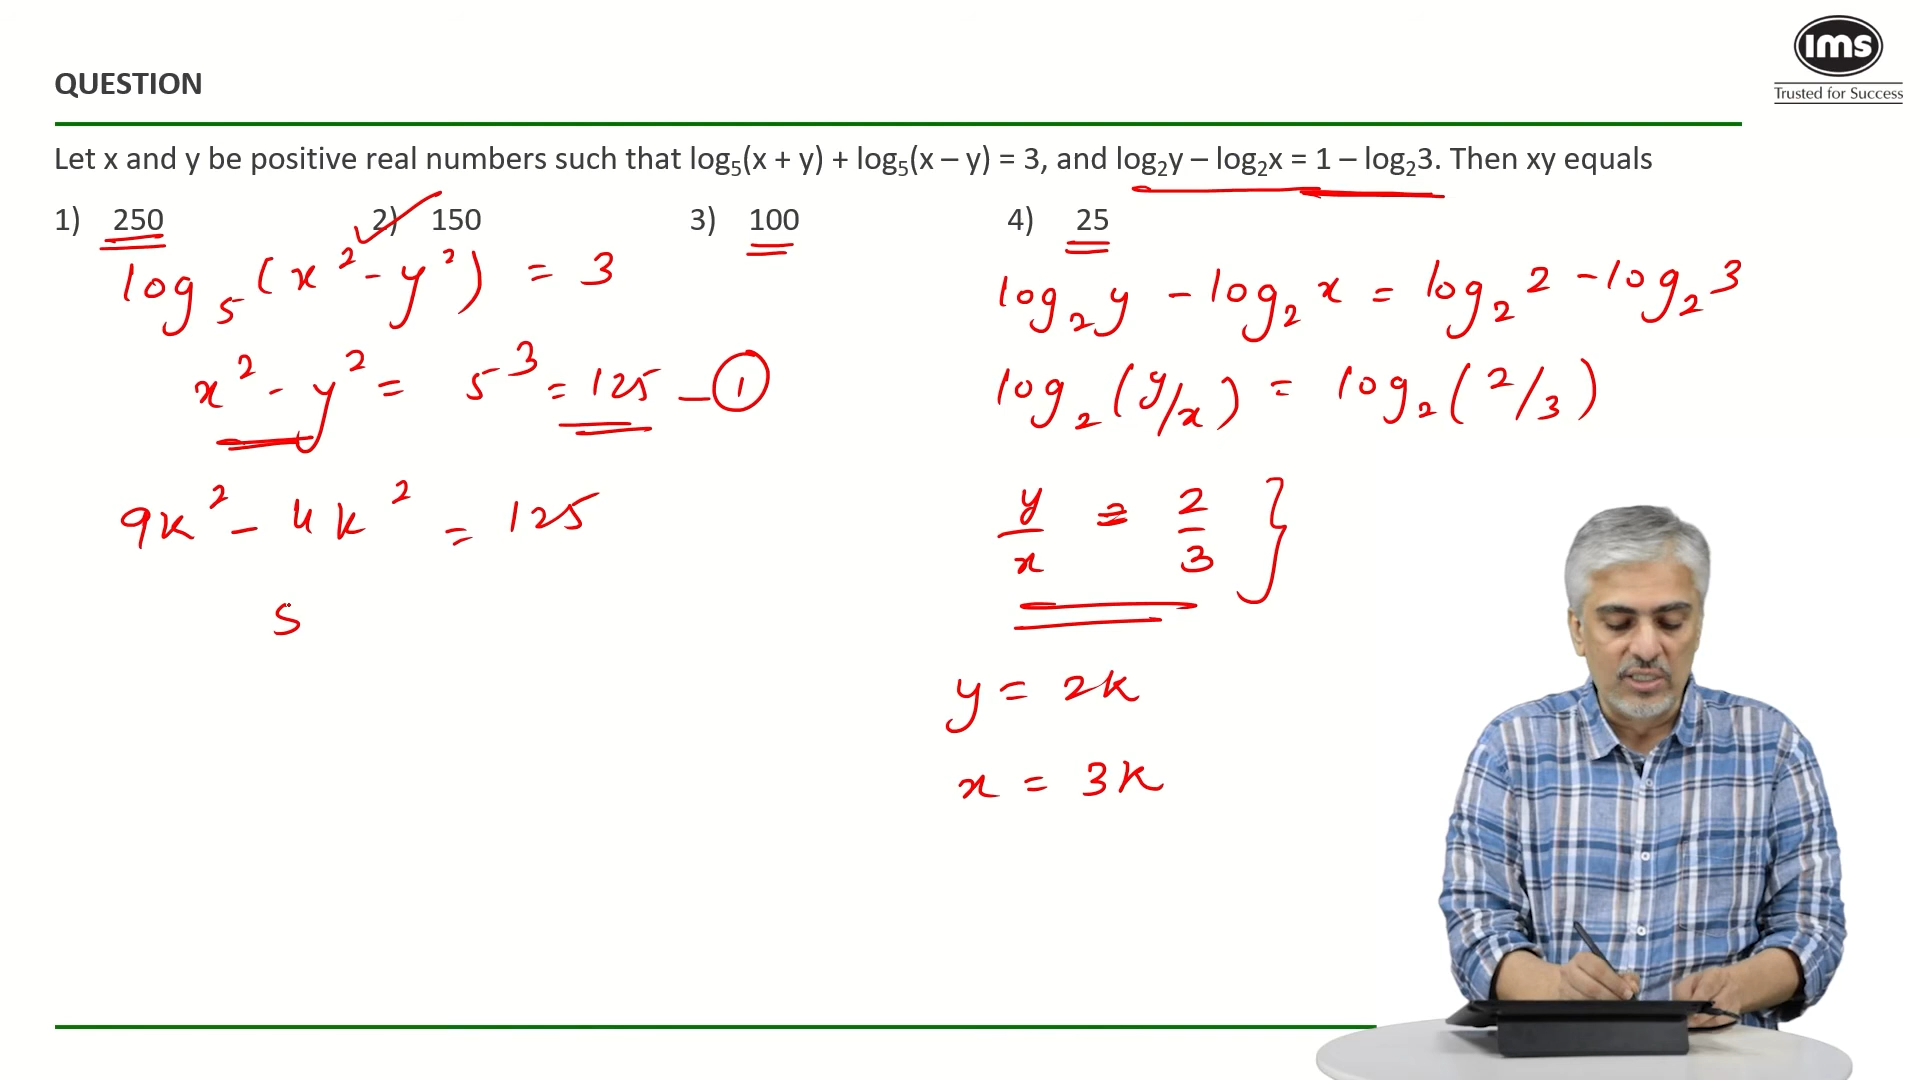 ims
Trusted for Success
QUESTION
Let x and y be positive real numbers such that log₅(x + y) + log₅(x – y) = 3, and log₂y – log₂x = 1 – log₂3. Then xy equals
1) 250 2) 150 3) 100 4) 25
log₅(x² - y²) = 3
x² - y² = 5³ = 125 — ①
9k² - 4k² = 125
5
log₂y - log₂x = log₂2 - log₂3
log₂(y/x) = log₂(2/3)
y/x = 2/3 }
y = 2k
x = 3k